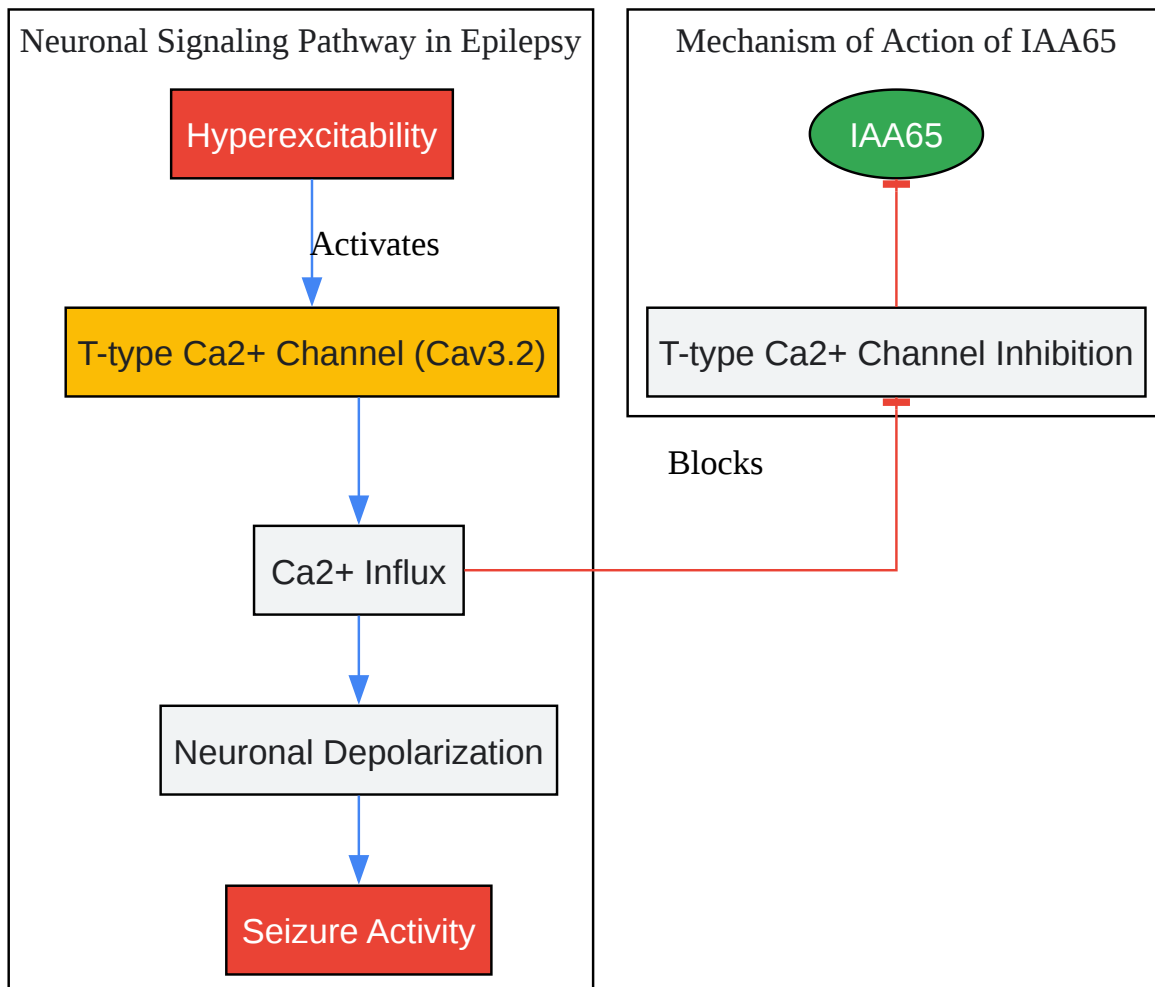 Neuronal Signaling Pathway in Epilepsy
Hyperexcitability
Activates
T-type Ca2+ Channel (Cav3.2)
Ca2+ Influx
Neuronal Depolarization
Seizure Activity
Mechanism of Action of IAA65
IAA65
T-type Ca2+ Channel Inhibition
Blocks